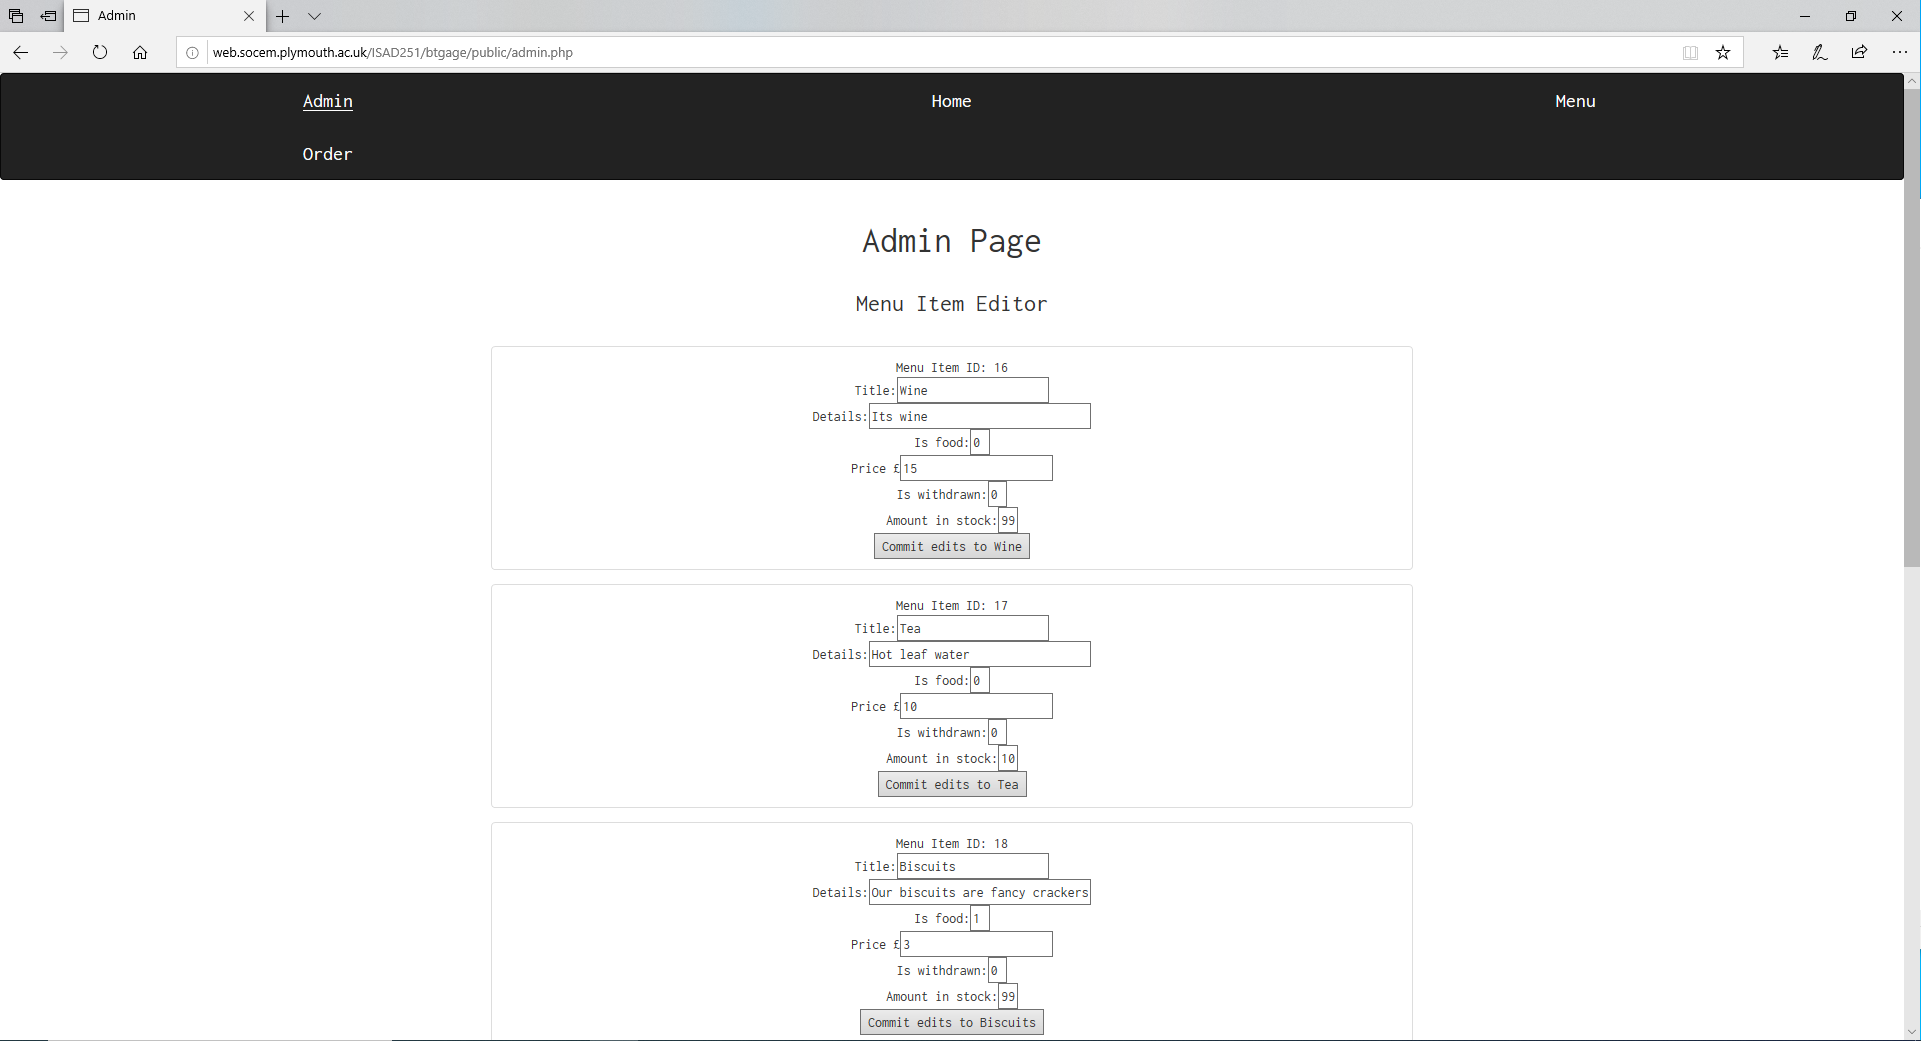 Admin
web.socem.plymouth.ac.uk/ISAD251/btgage/public/admin.php
Admin Home Menu
Order
Admin Page
Menu Item Editor
Menu Item ID: 16
Title: Wine
Details: Its wine
Is food: 0
Price £ 15
Is withdrawn: 0
Amount in stock: 99
Commit edits to Wine
Menu Item ID: 17
Title: Tea
Details: Hot leaf water
Is food: 0
Price £ 10
Is withdrawn: 0
Amount in stock: 10
Commit edits to Tea
Menu Item ID: 18
Title: Biscuits
Details: Our biscuits are fancy crackers
Is food: 1
Price £ 3
Is withdrawn: 0
Amount in stock: 99
Commit edits to Biscuits